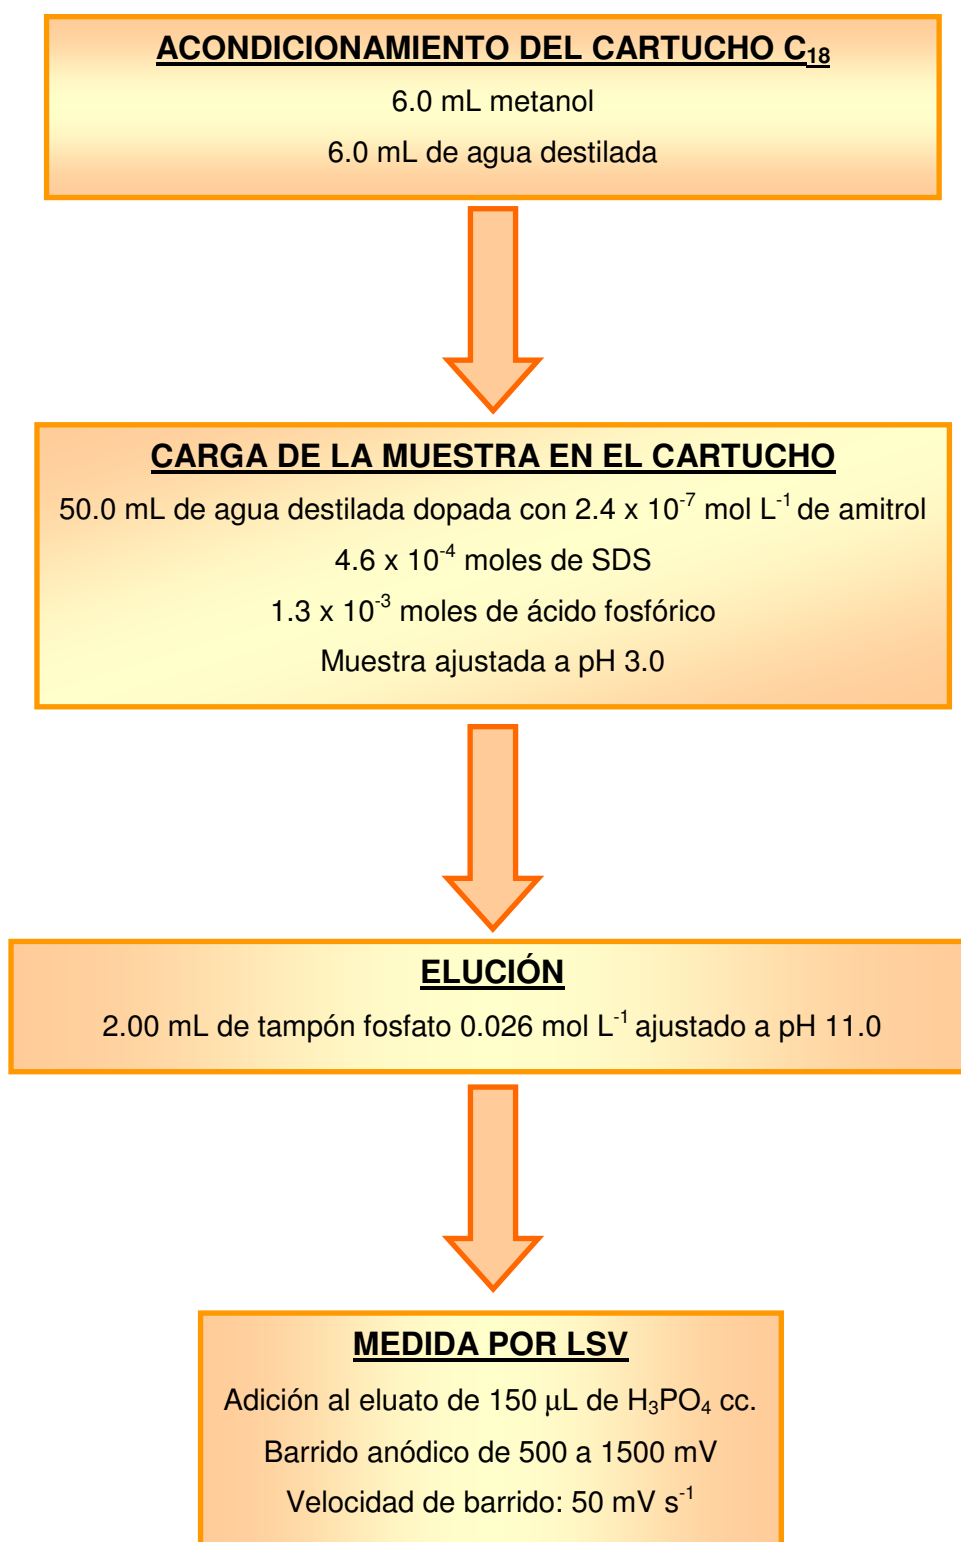 ACONDICIONAMIENTO DEL CARTUCHO C₁₈
6.0 mL metanol
6.0 mL de agua destilada
CARGA DE LA MUESTRA EN EL CARTUCHO
50.0 mL de agua destilada dopada con 2.4 x 10⁻⁷ mol L⁻¹ de amitrol
4.6 x 10⁻⁴ moles de SDS
1.3 x 10⁻³ moles de ácido fosfórico
Muestra ajustada a pH 3.0
ELUCIÓN
2.00 mL de tampón fosfato 0.026 mol L⁻¹ ajustado a pH 11.0
MEDIDA POR LSV
Adición al eluato de 150 μL de H₃PO₄ cc.
Barrido anódico de 500 a 1500 mV
Velocidad de barrido: 50 mV s⁻¹